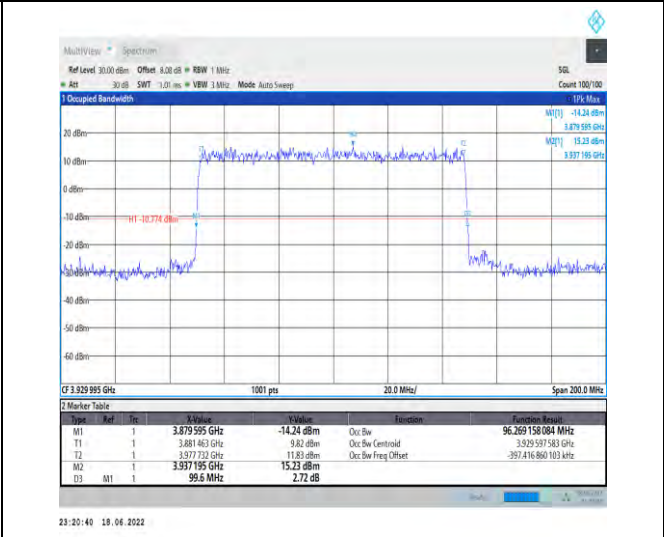 MultiView Spectrum
Ref Level 30.00 dBm Offset 8.00 dB RBW 1 MHz SGL
Att 30 dB SWT 1.01 ms VBW 3 MHz Mode Auto Sweep Count 100/100
1 Occupied Bandwidth 1Pk Max
M1[1] -14.24 dBm
3.879 595 GHz
20 dBm
M2[1] 15.23 dBm
3.937 195 GHz
10 dBm
0 dBm
-10 dBm
H1 -10.774 dBm
-20 dBm
-30 dBm
-40 dBm
-50 dBm
-60 dBm
CF 3.929 995 GHz 1001 pts 20.0 MHz/ Span 200.0 MHz
2 Marker Table
Type Ref Trc X-Value Y-Value Function Function Result
M1 1 3.879 595 GHz -14.24 dBm Occ Bw 96.269 158 084 MHz
T1 1 3.881 463 GHz 9.82 dBm Occ Bw Centroid 3.929 597 583 GHz
T2 1 3.977 732 GHz 11.83 dBm Occ Bw Freq Offset -397.416 860 103 kHz
M2 1 3.937 195 GHz 15.23 dBm
D3 M1 1 99.6 MHz 2.72 dB
23:20:40 18.06.2022